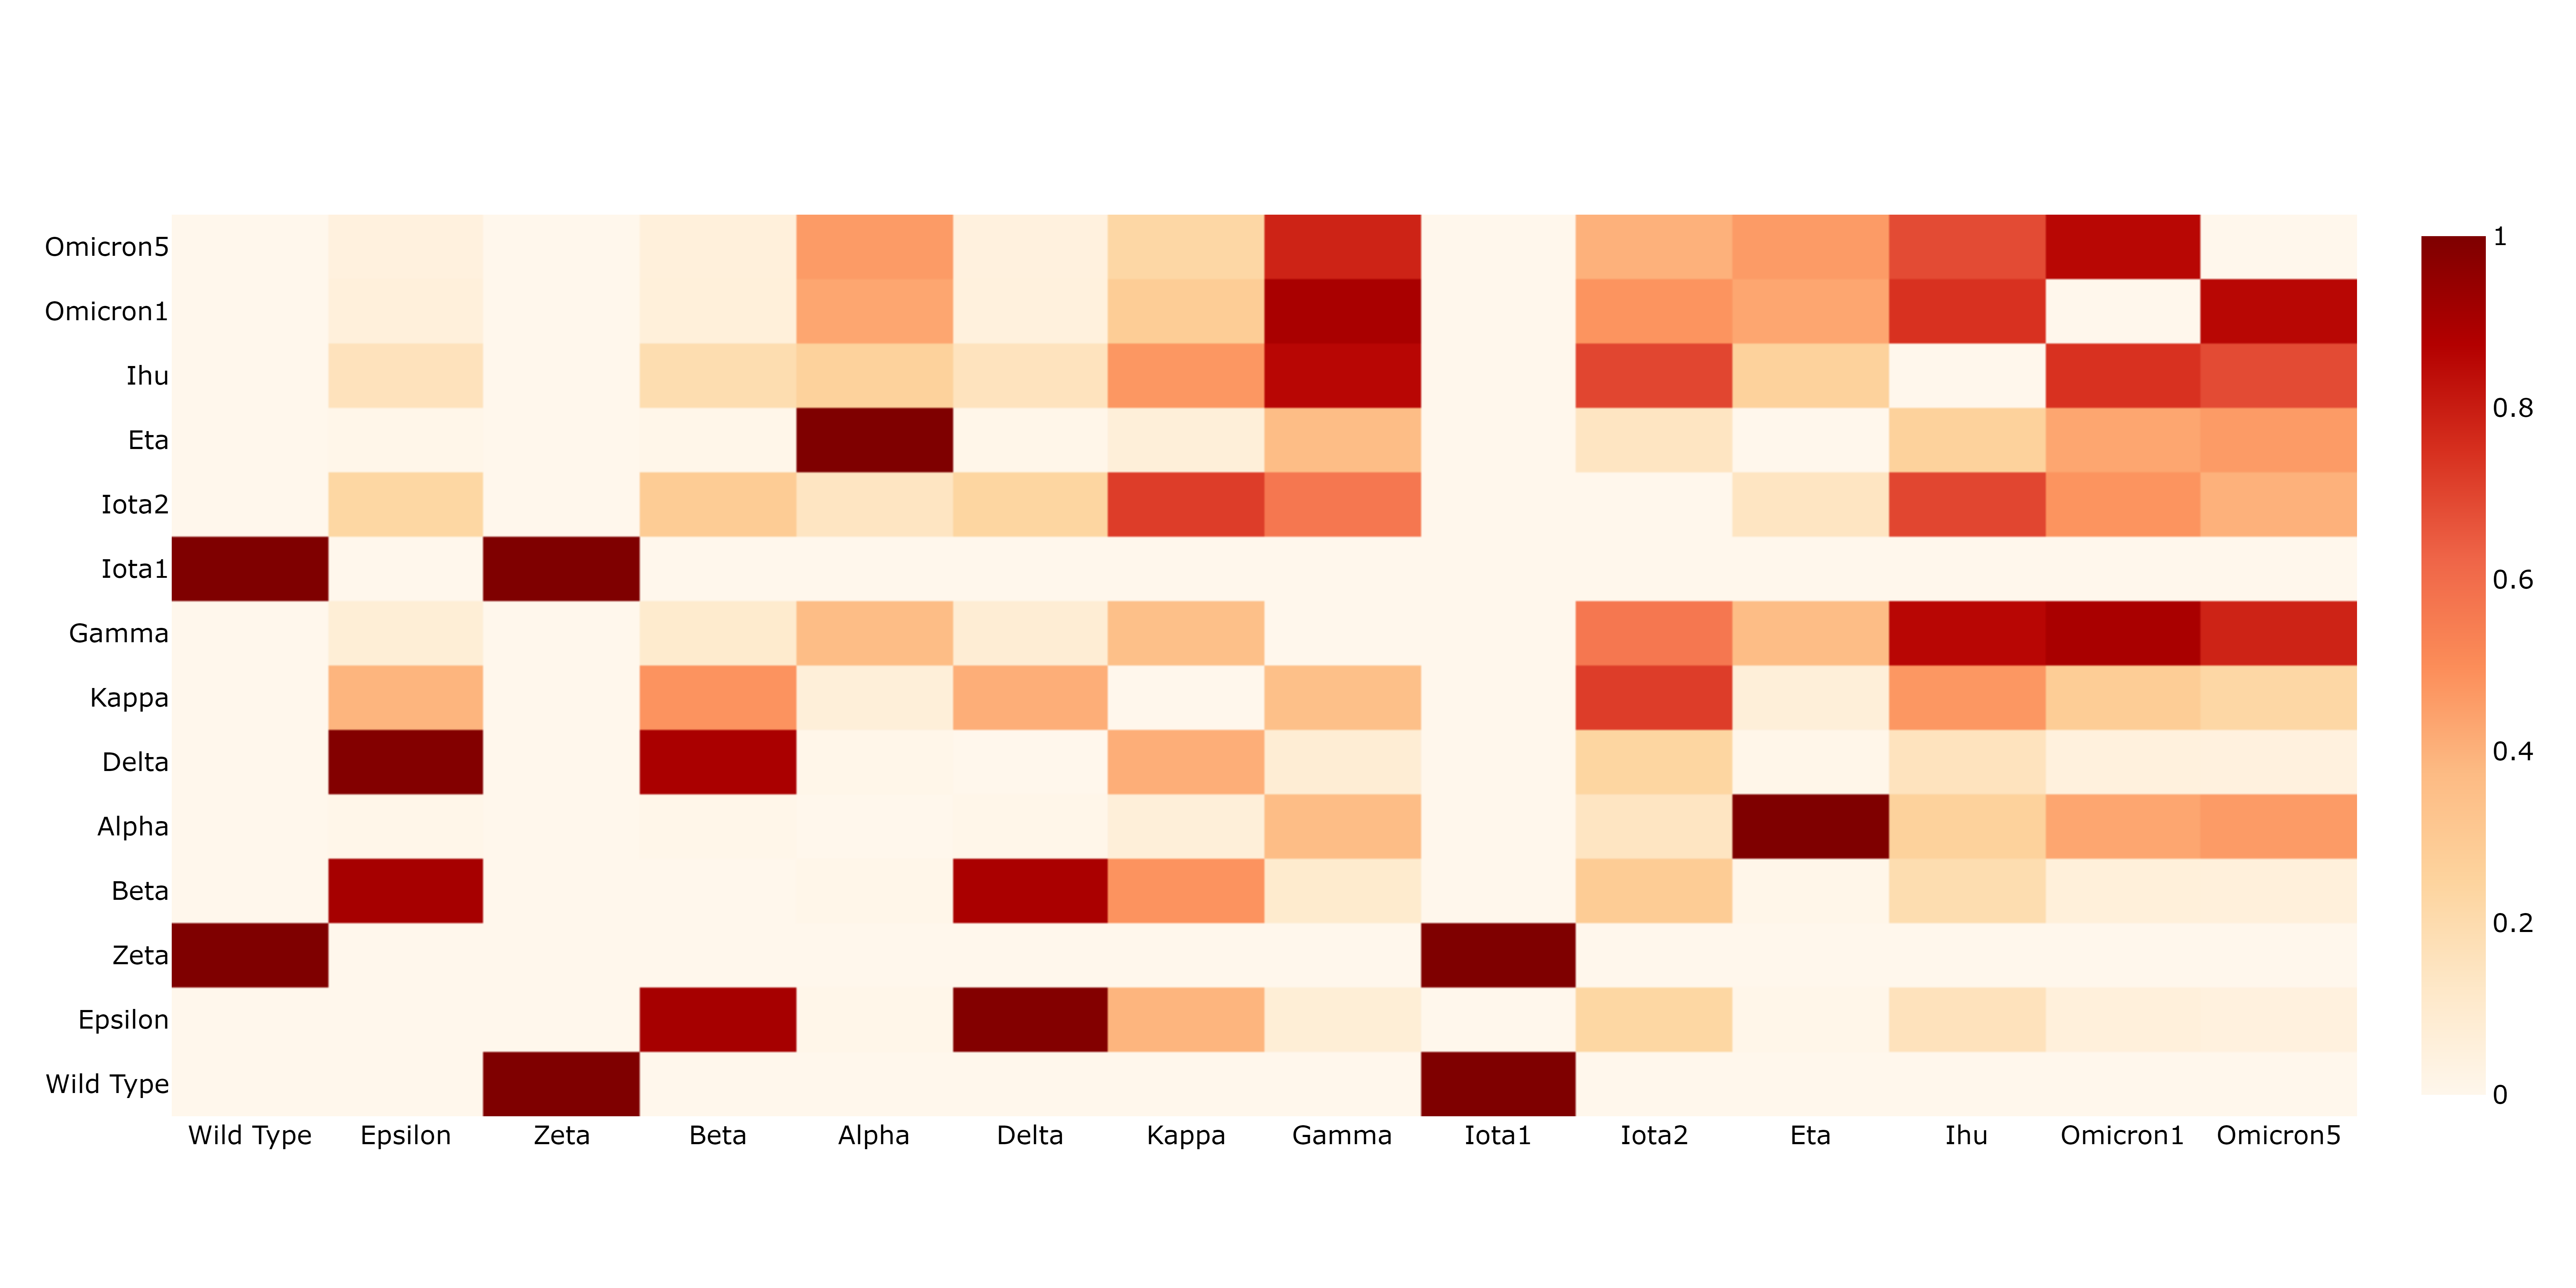 Omicron5
Omicron1
Ihu
Eta
Iota2
Iota1
Gamma
Kappa
Delta
Alpha
Beta
Zeta
Epsilon
Wild Type
Wild Type Epsilon Zeta Beta Alpha Delta Kappa Gamma Iota1 Iota2 Eta Ihu Omicron1 Omicron5
1
0.8
0.6
0.4
0.2
0